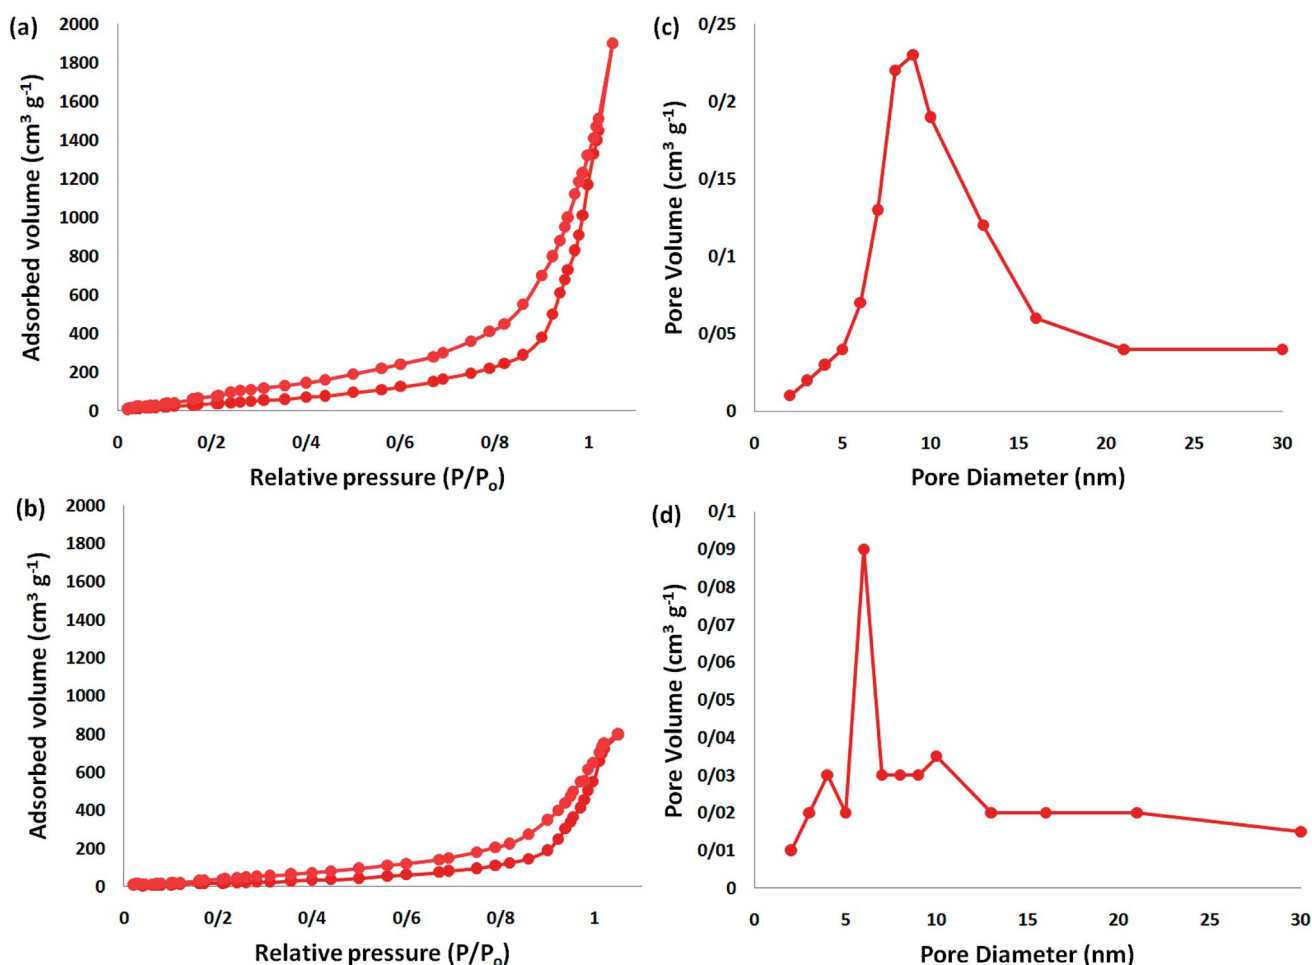 (a)
Adsorbed volume (cm³ g⁻¹)
2000
1800
1600
1400
1200
1000
800
600
400
200
0
0 0/2 0/4 0/6 0/8 1
Relative pressure (P/Pₒ)
(c)
Pore Volume (cm³ g⁻¹)
0/25
0/2
0/15
0/1
0/05
0
0 5 10 15 20 25 30
Pore Diameter (nm)
(b)
Adsorbed volume (cm³ g⁻¹)
2000
1800
1600
1400
1200
1000
800
600
400
200
0
0 0/2 0/4 0/6 0/8 1
Relative pressure (P/Pₒ)
(d)
Pore Volume (cm³ g⁻¹)
0/1
0/09
0/08
0/07
0/06
0/05
0/04
0/03
0/02
0/01
0
0 5 10 15 20 25 30
Pore Diameter (nm)